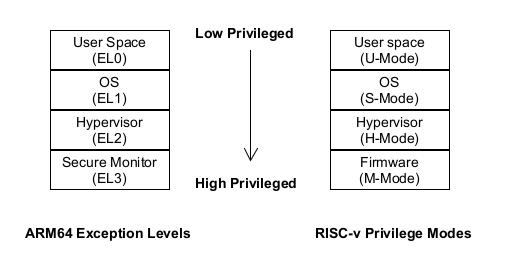 User Space
(EL0)
OS
(EL1)
Hypervisor
(EL2)
Secure Monitor
(EL3)
Low Privileged
High Privileged
User space
(U-Mode)
OS
(S-Mode)
Hypervisor
(H-Mode)
Firmware
(M-Mode)
ARM64 Exception Levels
RISC-v Privilege Modes